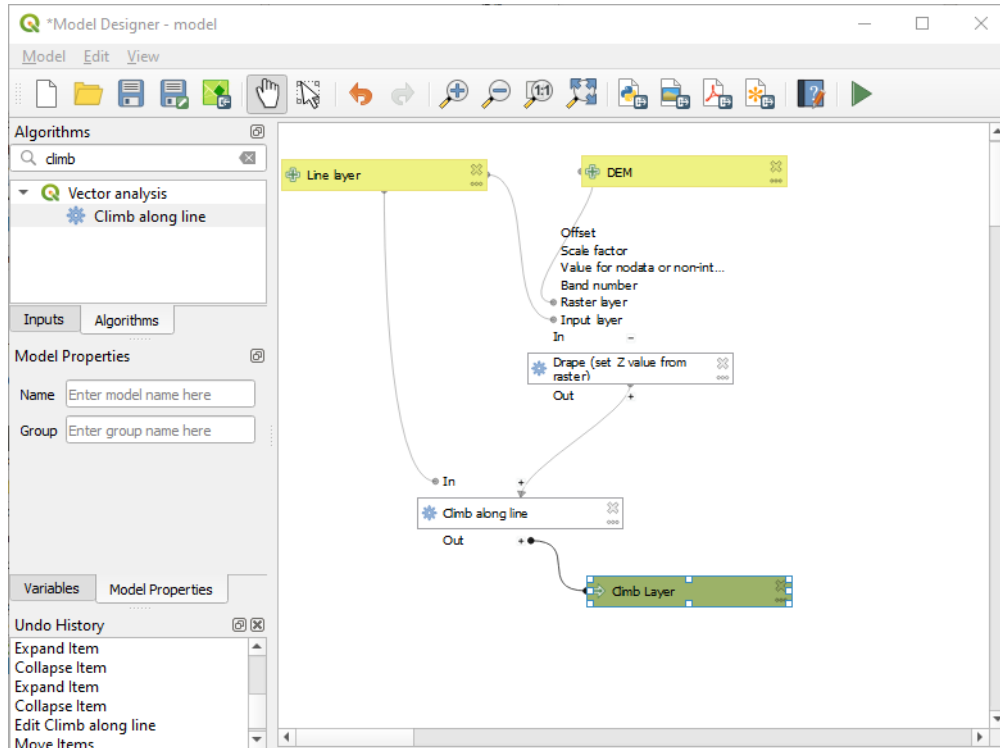 *Model Designer - model
Model Edit View
1:1
Algorithms
climb
Vector analysis
Climb along line
Inputs Algorithms
Model Properties
Name Enter model name here
Group Enter group name here
Variables Model Properties
Undo History
Expand Item
Collapse Item
Expand Item
Collapse Item
Edit Climb along line
Move Items
Line layer
DEM
Offset
Scale factor
Value for nodata or non-int...
Band number
Raster layer
Input layer
In -
Drape (set Z value from
raster)
Out +
In +
Climb along line
Out +
Climb Layer